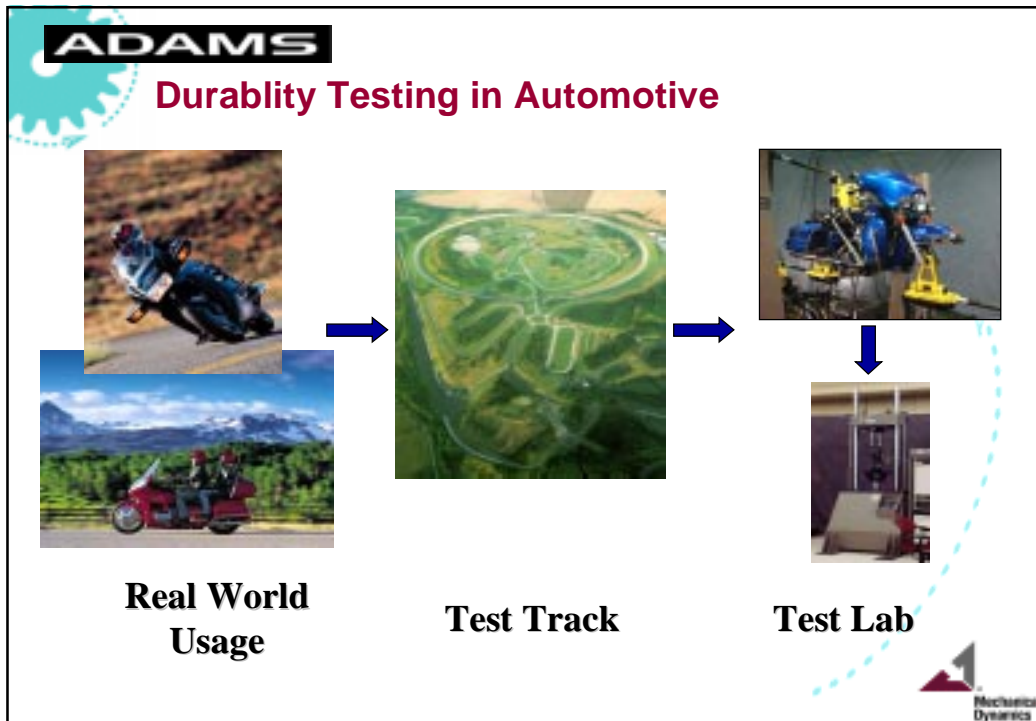 ADAMS
Durablity Testing in Automotive
Real World
Usage
Test Track
Test Lab
Mechanical
Dynamics